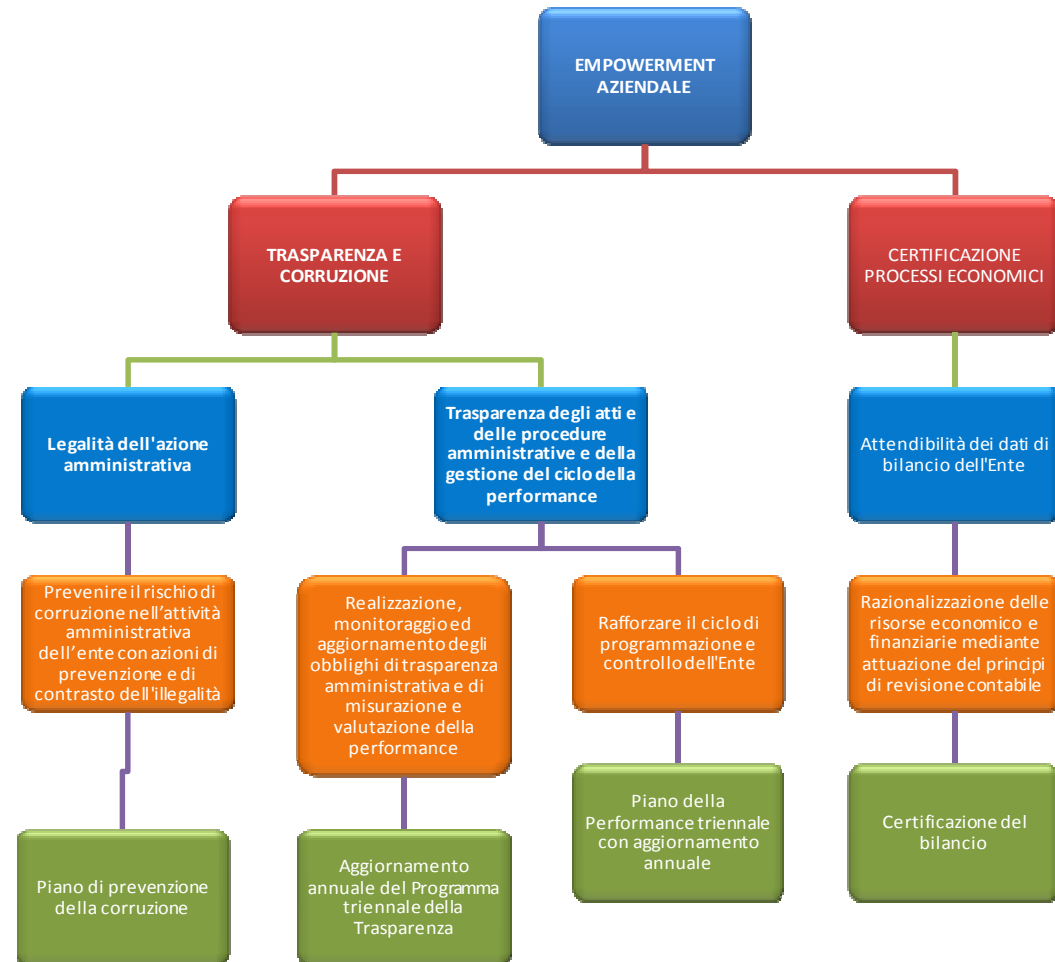 EMPOWERMENT
AZIENDALE
TRASPARENZA E
CORRUZIONE
CERTIFICAZIONE
PROCESSI ECONOMICI
Legalità dell'azione
amministrativa
Trasparenza degli atti e
delle procedure
amministrative e della
gestione del ciclo della
performance
Attendibilità dei dati di
bilancio dell'Ente
Prevenire il rischio di
corruzione nell’attività
amministrativa
dell’ente con azioni di
prevenzione e di
contrasto dell'illegalità
Realizzazione,
monitoraggio ed
aggiornamento degli
obblighi di trasparenza
amministrativa e di
misurazione e
valutazione della
performance
Rafforzare il ciclo di
programmazione e
controllo dell'Ente
Razionalizzazione delle
risorse economico e
finanziarie mediante
attuazione del principi
di revisione contabile
Piano di prevenzione
della corruzione
Aggiornamento
annuale del Programma
triennale della
Trasparenza
Piano della
Performance triennale
con aggiornamento
annuale
Certificazione del
bilancio